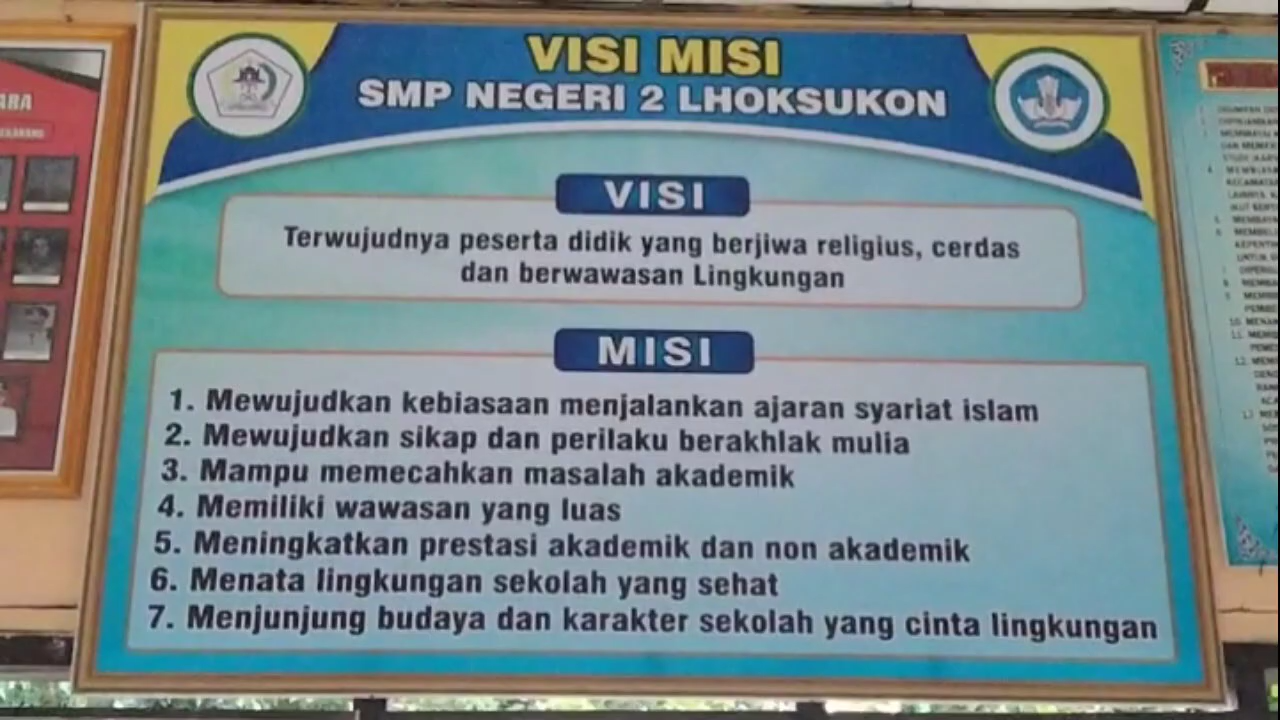 VISI MISI
SMP NEGERI 2 LHOKSUKON
VISI
Terwujudnya peserta didik yang berjiwa religius, cerdas
dan berwawasan Lingkungan
MISI
1. Mewujudkan kebiasaan menjalankan ajaran syariat islam
2. Mewujudkan sikap dan perilaku berakhlak mulia
3. Mampu memecahkan masalah akademik
4. Memiliki wawasan yang luas
5. Meningkatkan prestasi akademik dan non akademik
6. Menata lingkungan sekolah yang sehat
7. Menjunjung budaya dan karakter sekolah yang cinta lingkungan